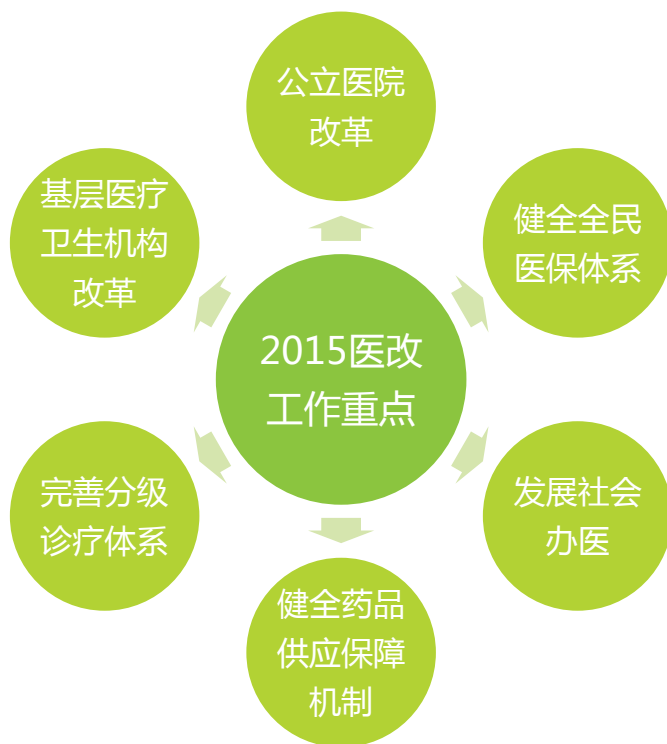 公立医院
改革
基层医疗
卫生机构
改革
健全全民
医保体系
2015医改
工作重点
完善分级
诊疗体系
发展社会
办医
健全药品
供应保障
机制